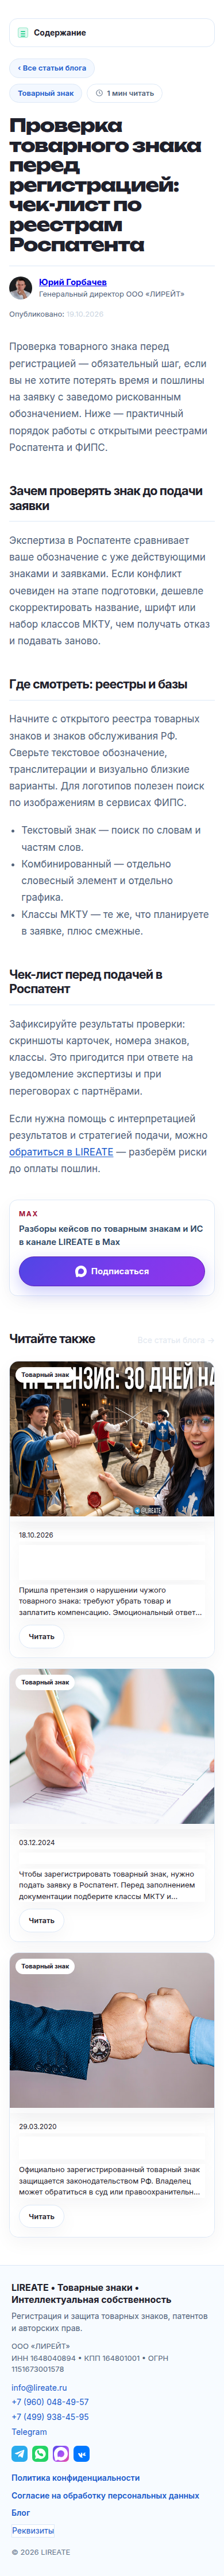 Содержание
‹ Все статьи блога
Товарный знак
1 мин читать
Проверка
товарного знака
перед
регистрацией:
чек-лист по
реестрам
Роспатента
Юрий Горбачев
Генеральный директор ООО «ЛИРЕЙТ»
Опубликовано: 19.10.2026
Проверка товарного знака перед
регистрацией — обязательный шаг, если
вы не хотите потерять время и пошлины
на заявку с заведомо рискованным
обозначением. Ниже — практичный
порядок работы с открытыми реестрами
Роспатента и ФИПС.
Зачем проверять знак до подачи
заявки
Экспертиза в Роспатенте сравнивает
ваше обозначение с уже действующими
знаками и заявками. Если конфликт
очевиден на этапе подготовки, дешевле
скорректировать название, шрифт или
набор классов МКТУ, чем получать отказ
и подавать заново.
Где смотреть: реестры и базы
Начните с открытого реестра товарных
знаков и знаков обслуживания РФ.
Сверьте текстовое обозначение,
транслитерации и визуально близкие
варианты. Для логотипов полезен поиск
по изображениям в сервисах ФИПС.
• Текстовый знак — поиск по словам и
частям слов.
• Комбинированный — отдельно
словесный элемент и отдельно
графика.
• Классы МКТУ — те же, что планируете
в заявке, плюс смежные.
Чек-лист перед подачей в
Роспатент
Зафиксируйте результаты проверки:
скриншоты карточек, номера знаков,
классы. Это пригодится при ответе на
уведомление экспертизы и при
переговорах с партнёрами.
Если нужна помощь с интерпретацией
результатов и стратегией подачи, можно
обратиться в LIREATE — разберём риски
до оплаты пошлин.
MAX
Разборы кейсов по товарным знакам и ИС
в канале LIREATE в Max
Подписаться
Читайте также
Все статьи блога →
Товарный знак
ПРЕТЕНЗИЯ: 30 ДНЕЙ НА
@LIREATE
18.10.2026
Пришла претензия о нарушении чужого
товарного знака: требуют убрать товар и
заплатить компенсацию. Эмоциональный ответ…
Читать
Товарный знак
03.12.2024
Чтобы зарегистрировать товарный знак, нужно
подать заявку в Роспатент. Перед заполнением
документации подберите классы МКТУ и…
Читать
Товарный знак
29.03.2020
Официально зарегистрированный товарный знак
защищается законодательством РФ. Владелец
может обратиться в суд или правоохранительн…
Читать
LIREATE • Товарные знаки •
Интеллектуальная собственность
Регистрация и защита товарных знаков, патентов
и авторских прав.
ООО «ЛИРЕЙТ»
ИНН 1648040894 • КПП 164801001 • ОГРН
1151673001578
info@lireate.ru
+7 (960) 048-49-57
+7 (499) 938-45-95
Telegram
Политика конфиденциальности
Согласие на обработку персональных данных
Блог
Реквизиты
© 2026 LIREATE